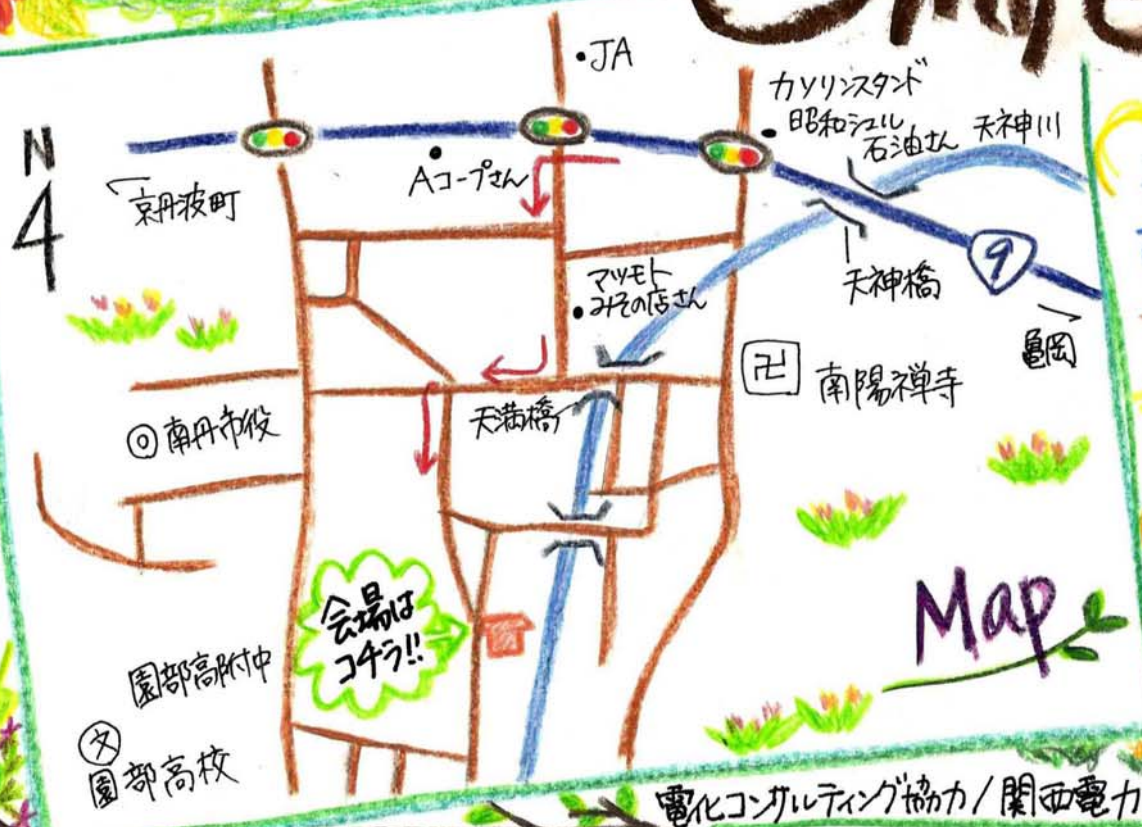 ・JA
ガソリンスタンド
昭和シェル
石油さん
天神川
N
Aコープさん
京丹波町
9
天神橋
マツモト
みその店さん
亀岡
卍 南陽禅寺
◎南丹市役
天満橋
会場は
コチラ!!
Map
園部高附中
文
園部高校
電化コンサルティング協力/関西電力